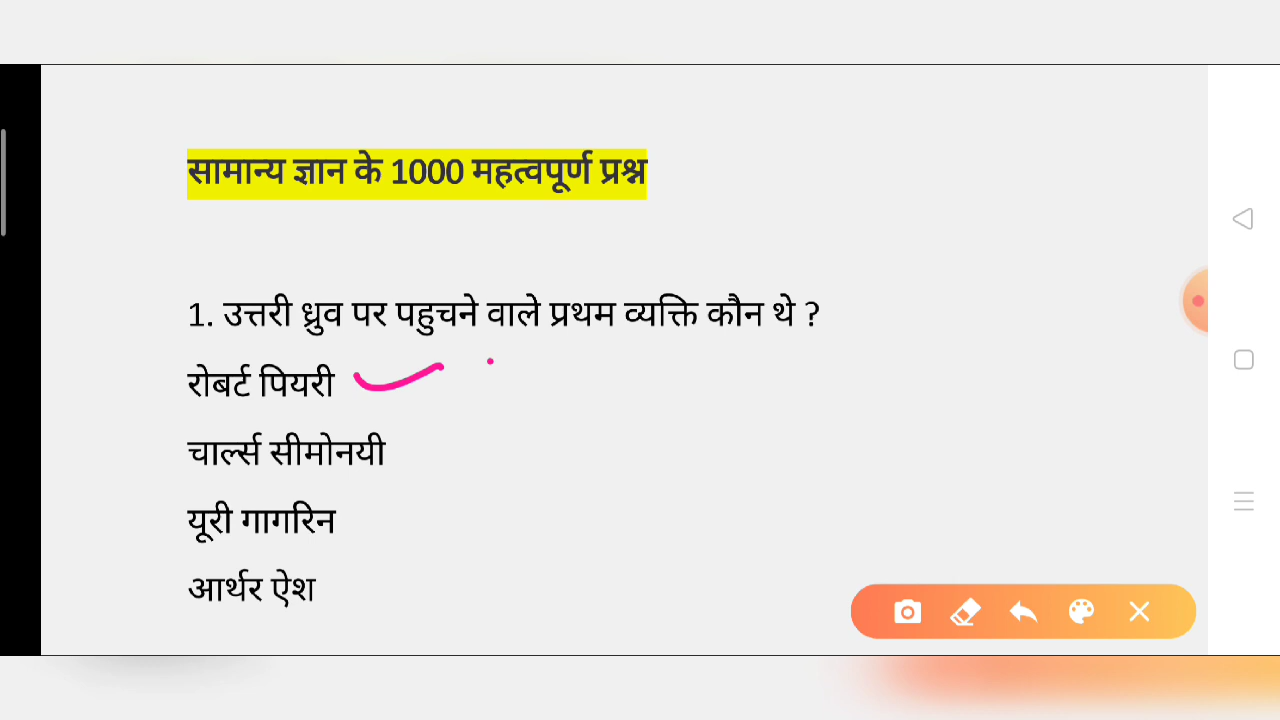 सामान्य ज्ञान के 1000 महत्वपूर्ण प्रश्न
1. उत्तरी ध्रुव पर पहुचने वाले प्रथम व्यक्ति कौन थे ?
रोबर्ट पियरी
चार्ल्स सीमोनयी
यूरी गागरिन
आर्थर ऐश